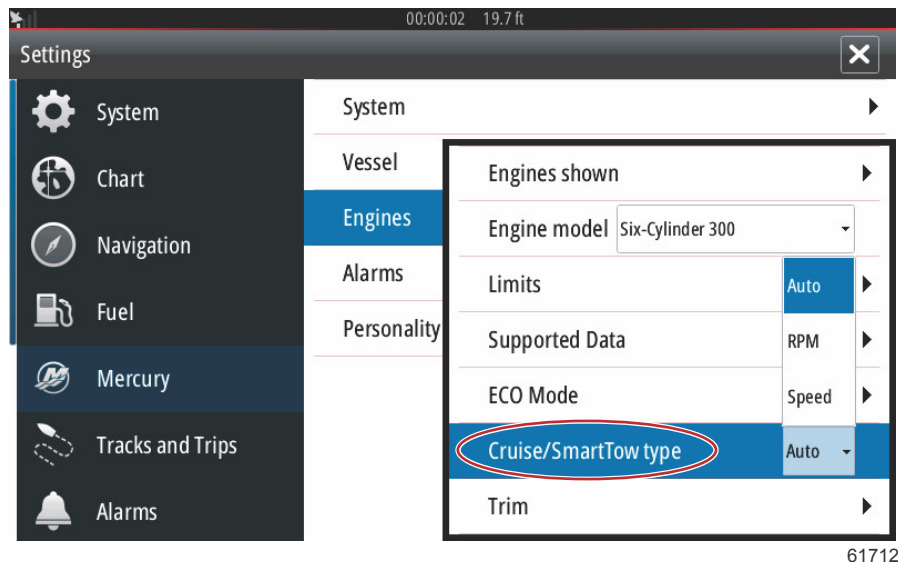 00:00:02 19.7 ft
Settings
System
Chart
Navigation
Fuel
Mercury
Tracks and Trips
Alarms
System
Vessel
Engines
Alarms
Personality
Engines shown
Engine model Six-Cylinder 300
Limits
Supported Data
ECO Mode
Cruise/SmartTow type Auto
Trim
Auto
RPM
Speed
61712